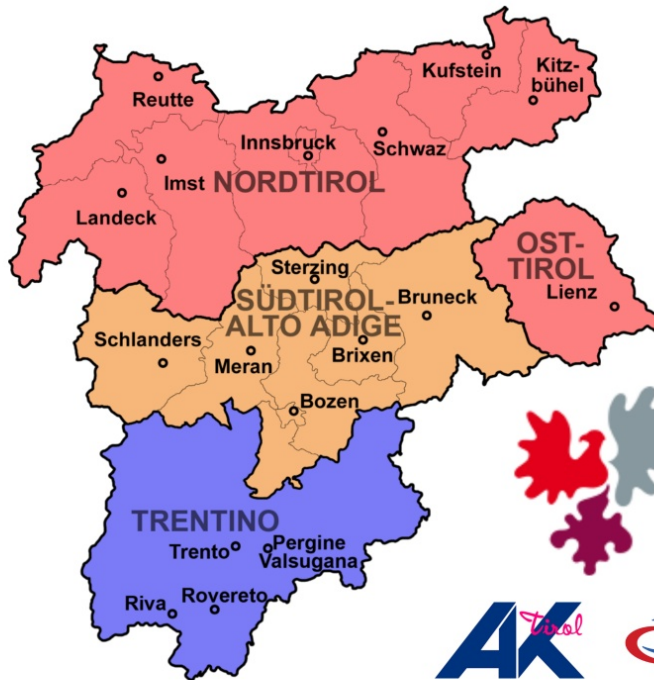 Kufstein
Kitz-
bühel
Reutte
Innsbruck
Schwaz
Imst
NORDTIROL
Landeck
OST-
TIROL
Lienz
Sterzing
SÜDTIROL-
ALTO ADIGE
Bruneck
Schlanders
Meran
Brixen
Bozen
TRENTINO
Trento
Pergine
Valsugana
Riva
Rovereto
AK Tirol